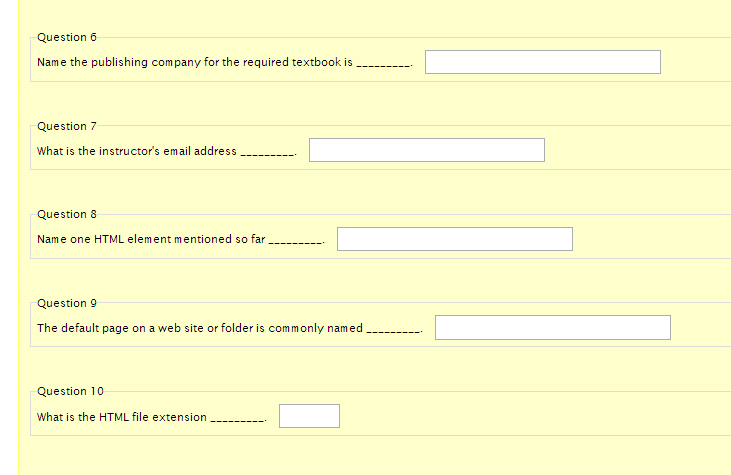 Question 6
Name the publishing company for the required textbook is _________.
Question 7
What is the instructor's email address _________.
Question 8
Name one HTML element mentioned so far _________.
Question 9
The default page on a web site or folder is commonly named _________.
Question 10
What is the HTML file extension _________.